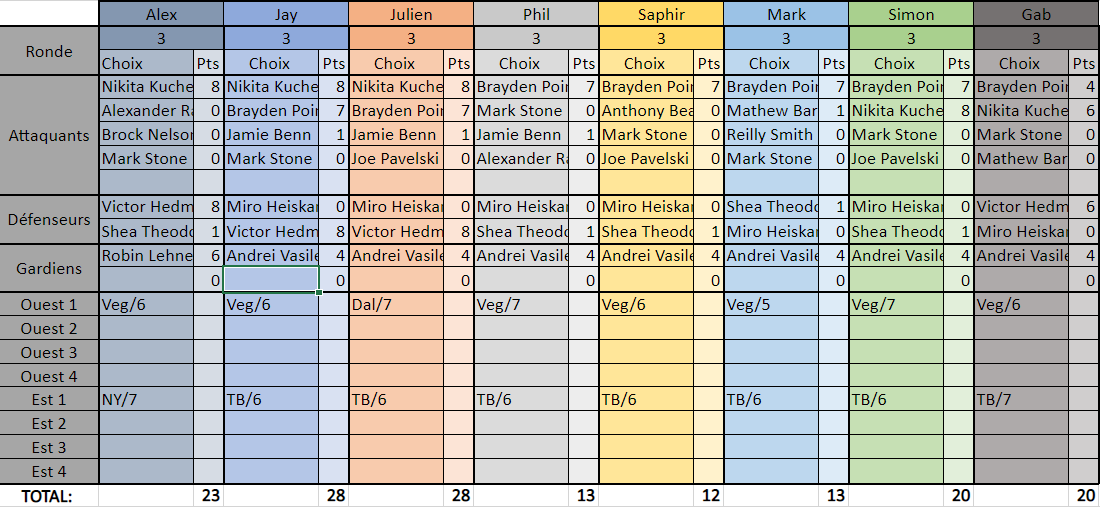 Alex Jay Julien Phil Saphir Mark Simon Gab
Ronde 3 3 3 3 3 3 3 3
Choix Pts Choix Pts Choix Pts Choix Pts Choix Pts Choix Pts Choix Pts Choix Pts
Attaquants Nikita Kuche 8 Nikita Kuche 8 Nikita Kuche 8 Brayden Poi 7 Brayden Poi 7 Brayden Poi 7 Brayden Poi 7 Brayden Poi 4
Alexander Ra 0 Brayden Poi 7 Brayden Poi 7 Mark Stone 0 Anthony Bea 0 Mathew Bar 1 Nikita Kuche 8 Nikita Kuche 6
Brock Nelson 0 Jamie Benn 1 Jamie Benn 1 Jamie Benn 1 Mark Stone 0 Reilly Smith 0 Mark Stone 0 Mark Stone 0
Mark Stone 0 Mark Stone 0 Joe Pavelski 0 Alexander Ra 0 Joe Pavelski 0 Mark Stone 0 Joe Pavelski 0 Mathew Bar 0
Défenseurs Victor Hedm 8 Miro Heiskan 0 Miro Heiskan 0 Miro Heiskan 0 Miro Heiskan 0 Shea Theodo 1 Miro Heiskan 0 Victor Hedm 6
Shea Theodo 1 Victor Hedm 8 Victor Hedm 8 Shea Theodo 1 Shea Theodo 1 Miro Heiskan 0 Shea Theodo 1 Miro Heiskan 0
Gardiens Robin Lehne 6 Andrei Vasile 4 Andrei Vasile 4 Andrei Vasile 4 Andrei Vasile 4 Andrei Vasile 4 Andrei Vasile 4 Andrei Vasile 4
0 0 0 0 0 0 0 0
Ouest 1 Veg/6 Veg/6 Dal/7 Veg/7 Veg/6 Veg/5 Veg/7 Veg/6
Ouest 2
Ouest 3
Ouest 4
Est 1 NY/7 TB/6 TB/6 TB/6 TB/6 TB/6 TB/6 TB/7
Est 2
Est 3
Est 4
TOTAL: 23 28 28 13 12 13 20 20